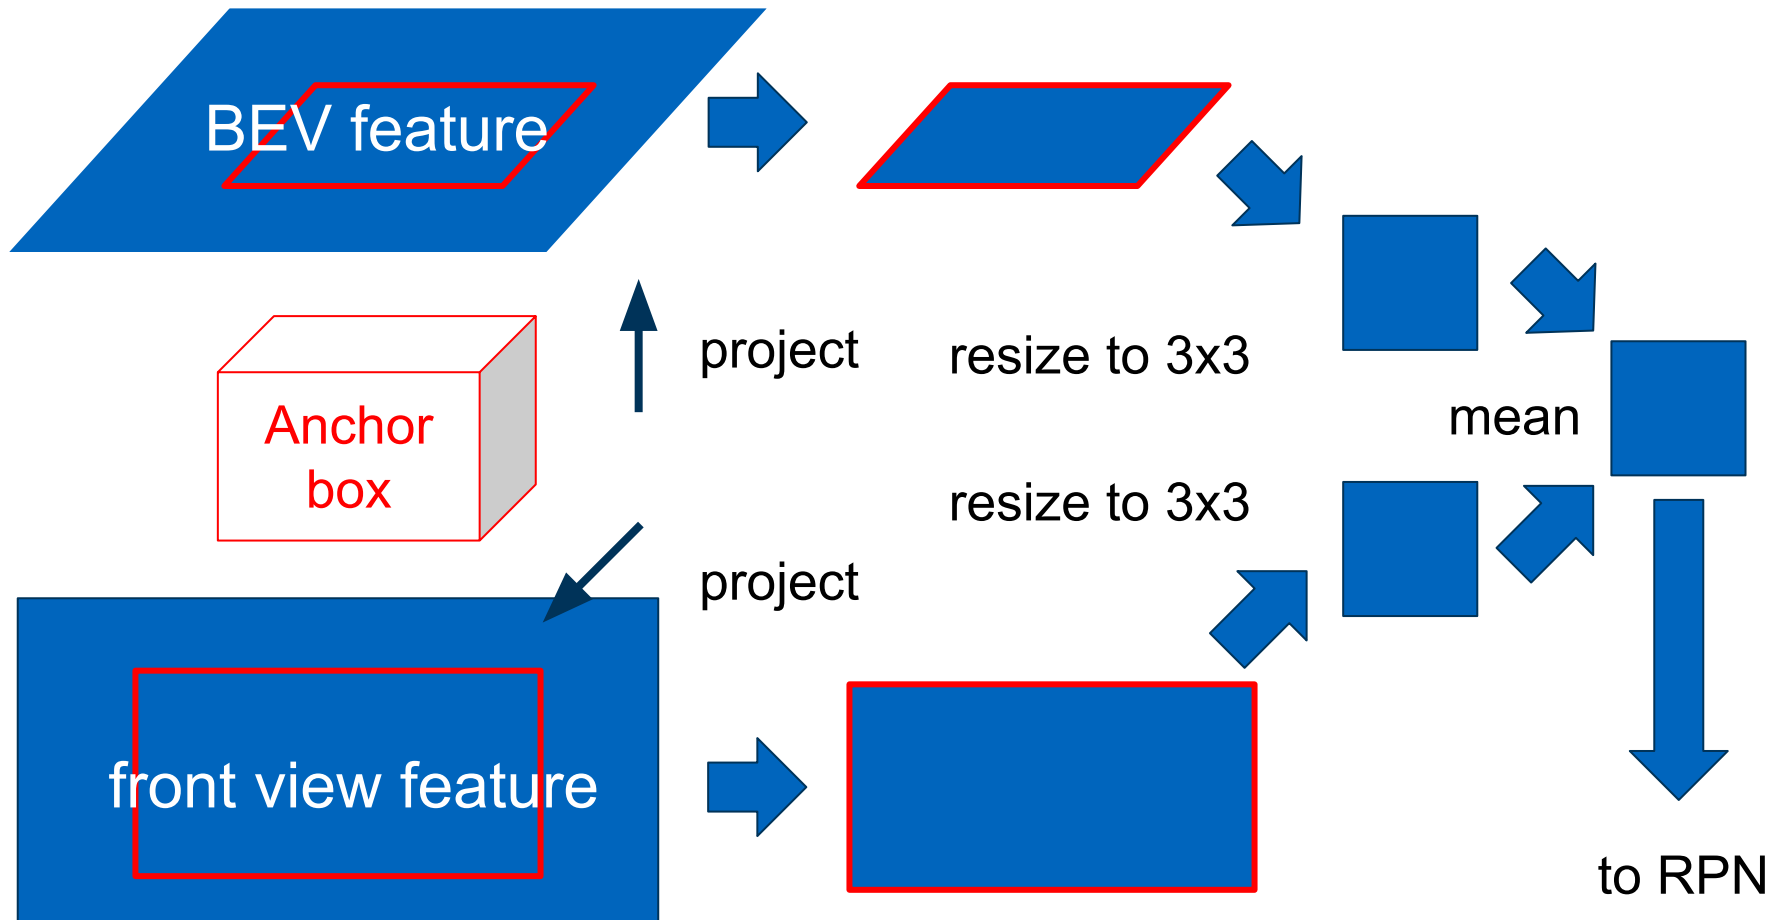 BEV feature
project
resize to 3x3
Anchor
box
mean
resize to 3x3
project
front view feature
to RPN